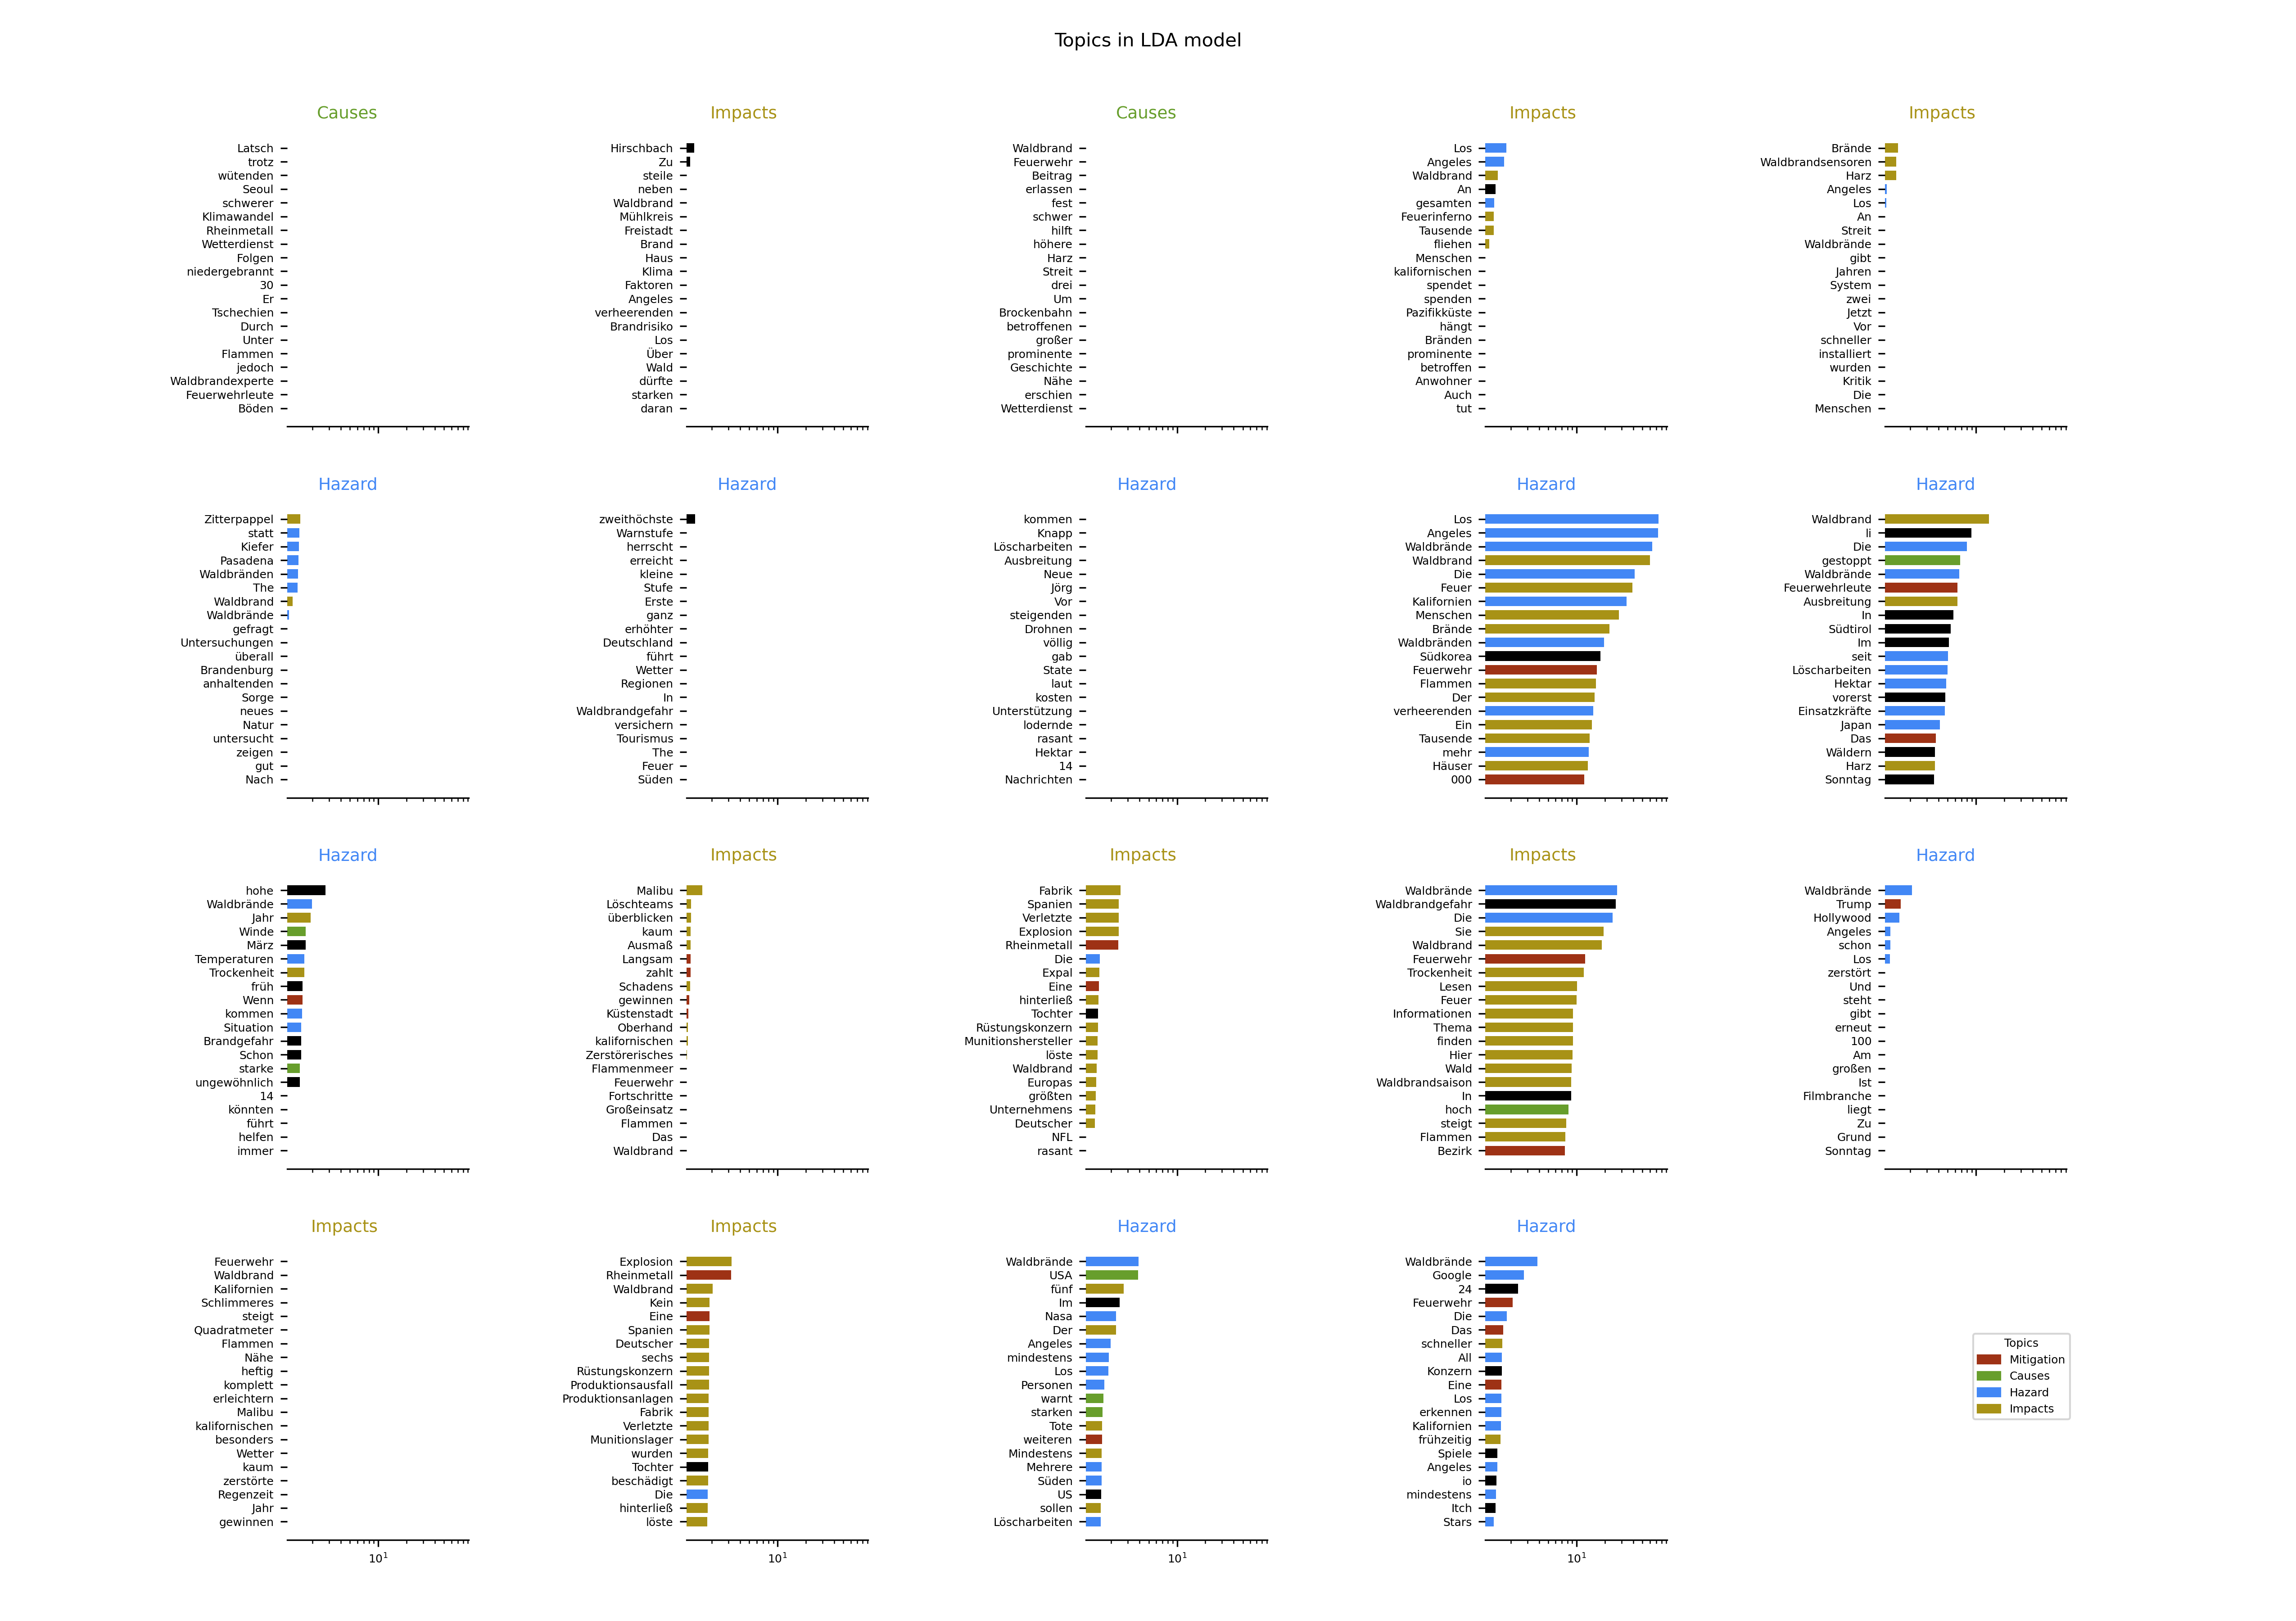 Topics in LDA model
Causes
Latsch
trotz
wütenden
Seoul
schwerer
Klimawandel
Rheinmetall
Wetterdienst
Folgen
niedergebrannt
30
Er
Tschechien
Durch
Unter
Flammen
jedoch
Waldbrandexperte
Feuerwehrleute
Böden
Impacts
Hirschbach
Zu
steile
neben
Waldbrand
Mühlkreis
Freistadt
Brand
Haus
Klima
Faktoren
Angeles
verheerenden
Brandrisiko
Los
Über
Wald
dürfte
starken
daran
Causes
Waldbrand
Feuerwehr
Beitrag
erlassen
fest
schwer
hilft
höhere
Harz
Streit
drei
Um
Brockenbahn
betroffenen
großer
prominente
Geschichte
Nähe
erschien
Wetterdienst
Impacts
Los
Angeles
Waldbrand
An
gesamten
Feuerinferno
Tausende
fliehen
Menschen
kalifornischen
spendet
spenden
Pazifikküste
hängt
Bränden
prominente
betroffen
Anwohner
Auch
tut
Impacts
Brände
Waldbrandsensoren
Harz
Angeles
Los
An
Streit
Waldbrände
gibt
Jahren
System
zwei
Jetzt
Vor
schneller
installiert
wurden
Kritik
Die
Menschen
Hazard
Zitterpappel
statt
Kiefer
Pasadena
Waldbränden
The
Waldbrand
Waldbrände
gefragt
Untersuchungen
überall
Brandenburg
anhaltenden
Sorge
neues
Natur
untersucht
zeigen
gut
Nach
Hazard
zweithöchste
Warnstufe
herrscht
erreicht
kleine
Stufe
Erste
ganz
erhöhter
Deutschland
führt
Wetter
Regionen
In
Waldbrandgefahr
versichern
Tourismus
The
Feuer
Süden
Hazard
kommen
Knapp
Löscharbeiten
Ausbreitung
Neue
Jörg
Vor
steigenden
Drohnen
völlig
gab
State
laut
kosten
Unterstützung
lodernde
rasant
Hektar
14
Nachrichten
Hazard
Los
Angeles
Waldbrände
Waldbrand
Die
Feuer
Kalifornien
Menschen
Brände
Waldbränden
Südkorea
Feuerwehr
Flammen
Der
verheerenden
Ein
Tausende
mehr
Häuser
000
Hazard
Waldbrand
li
Die
gestoppt
Waldbrände
Feuerwehrleute
Ausbreitung
In
Südtirol
Im
seit
Löscharbeiten
Hektar
vorerst
Einsatzkräfte
Japan
Das
Wäldern
Harz
Sonntag
Hazard
hohe
Waldbrände
Jahr
Winde
März
Temperaturen
Trockenheit
früh
Wenn
kommen
Situation
Brandgefahr
Schon
starke
ungewöhnlich
14
könnten
führt
helfen
immer
Impacts
Malibu
Löschteams
überblicken
kaum
Ausmaß
Langsam
zahlt
Schadens
gewinnen
Küstenstadt
Oberhand
kalifornischen
Zerstörerisches
Flammenmeer
Feuerwehr
Fortschritte
Großeinsatz
Flammen
Das
Waldbrand
Impacts
Fabrik
Spanien
Verletzte
Explosion
Rheinmetall
Die
Expal
Eine
hinterließ
Tochter
Rüstungskonzern
Munitionshersteller
löste
Waldbrand
Europas
größten
Unternehmens
Deutscher
NFL
rasant
Impacts
Waldbrände
Waldbrandgefahr
Die
Sie
Waldbrand
Feuerwehr
Trockenheit
Lesen
Feuer
Informationen
Thema
finden
Hier
Wald
Waldbrandsaison
In
hoch
steigt
Flammen
Bezirk
Hazard
Waldbrände
Trump
Hollywood
Angeles
schon
Los
zerstört
Und
steht
gibt
erneut
100
Am
großen
Ist
Filmbranche
liegt
Zu
Grund
Sonntag
Impacts
Feuerwehr
Waldbrand
Kalifornien
Schlimmeres
steigt
Quadratmeter
Flammen
Nähe
heftig
komplett
erleichtern
Malibu
kalifornischen
besonders
Wetter
kaum
zerstörte
Regenzeit
Jahr
gewinnen
10¹
Impacts
Explosion
Rheinmetall
Waldbrand
Kein
Eine
Spanien
Deutscher
sechs
Rüstungskonzern
Produktionsausfall
Produktionsanlagen
Fabrik
Verletzte
Munitionslager
wurden
Tochter
beschädigt
Die
hinterließ
löste
10¹
Hazard
Waldbrände
USA
fünf
Im
Nasa
Der
Angeles
mindestens
Los
Personen
warnt
starken
Tote
weiteren
Mindestens
Mehrere
Süden
US
sollen
Löscharbeiten
10¹
Hazard
Waldbrände
Google
24
Feuerwehr
Die
Das
schneller
All
Konzern
Eine
Los
erkennen
Kalifornien
frühzeitig
Spiele
Angeles
io
mindestens
Itch
Stars
10¹
Topics
Mitigation
Causes
Hazard
Impacts